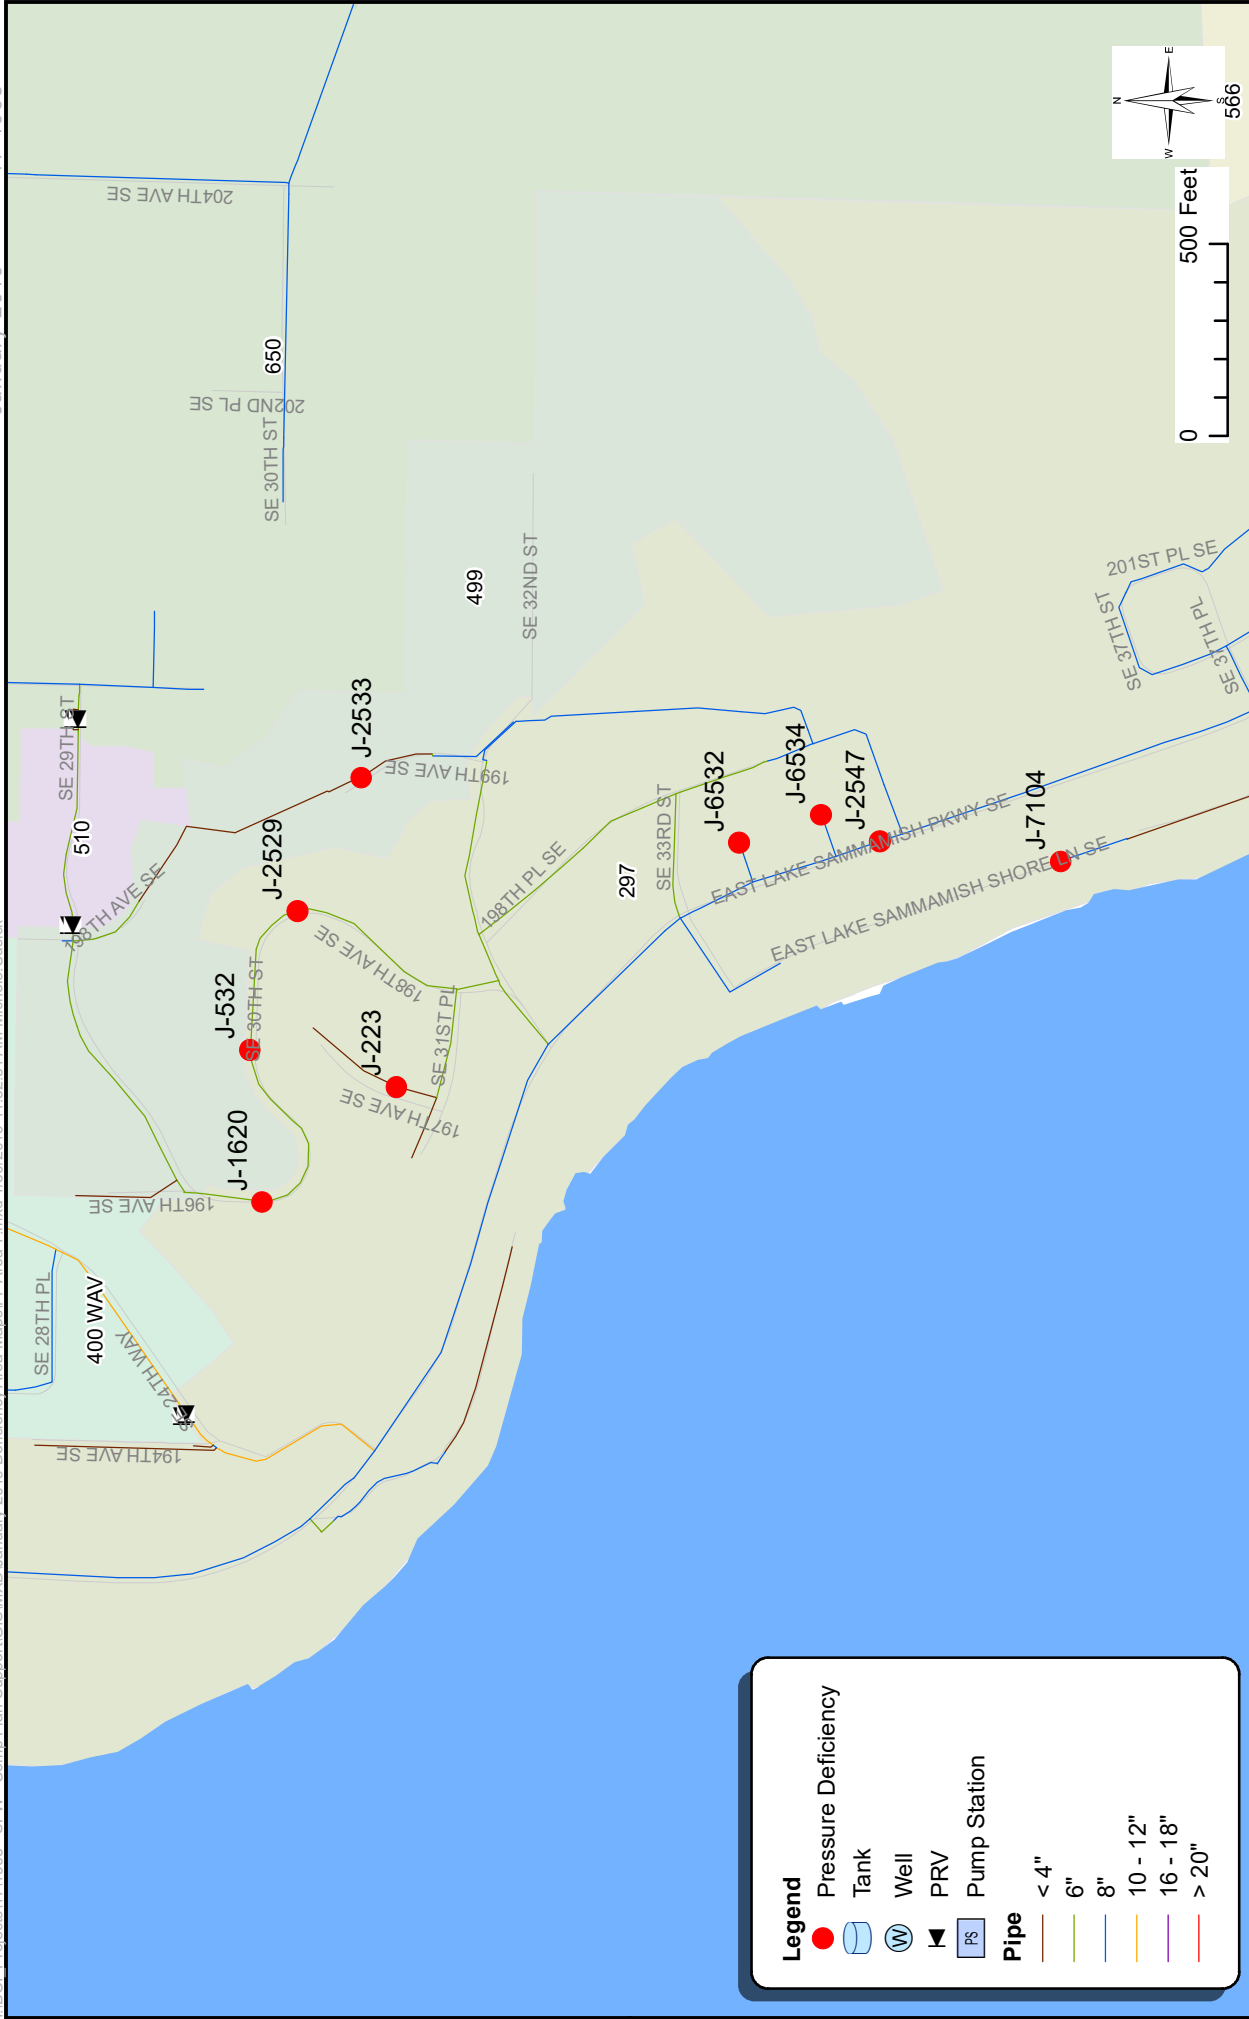 SE 28TH PL
400 WAV
SE 24TH WAY
194TH AVE SE
196TH AVE SE
J-1620
J-532
SE 30TH ST
J-2529
198TH AVE SE
J-223
197TH AVE SE
SE 31ST PL
198TH AVE SE
510
SE 29TH ST
J-2533
199TH AVE SE
499
SE 32ND ST
SE 30TH ST
202ND PL SE
650
204TH AVE SE
198TH PL SE
297
SE 33RD ST
J-6532
J-6534
J-2547
J-7104
EAST LAKE SAMMAMISH PKWY SE
EAST LAKE SAMMAMISH SHORE LN SE
SE 37TH ST
201ST PL SE
SE 37TH PL
N
E
S
W
566
0
500 Feet
Legend
Pressure Deficiency
Tank
W
Well
PRV
PS
Pump Station
Pipe
< 4"
6"
8"
10 - 12"
16 - 18"
> 20"